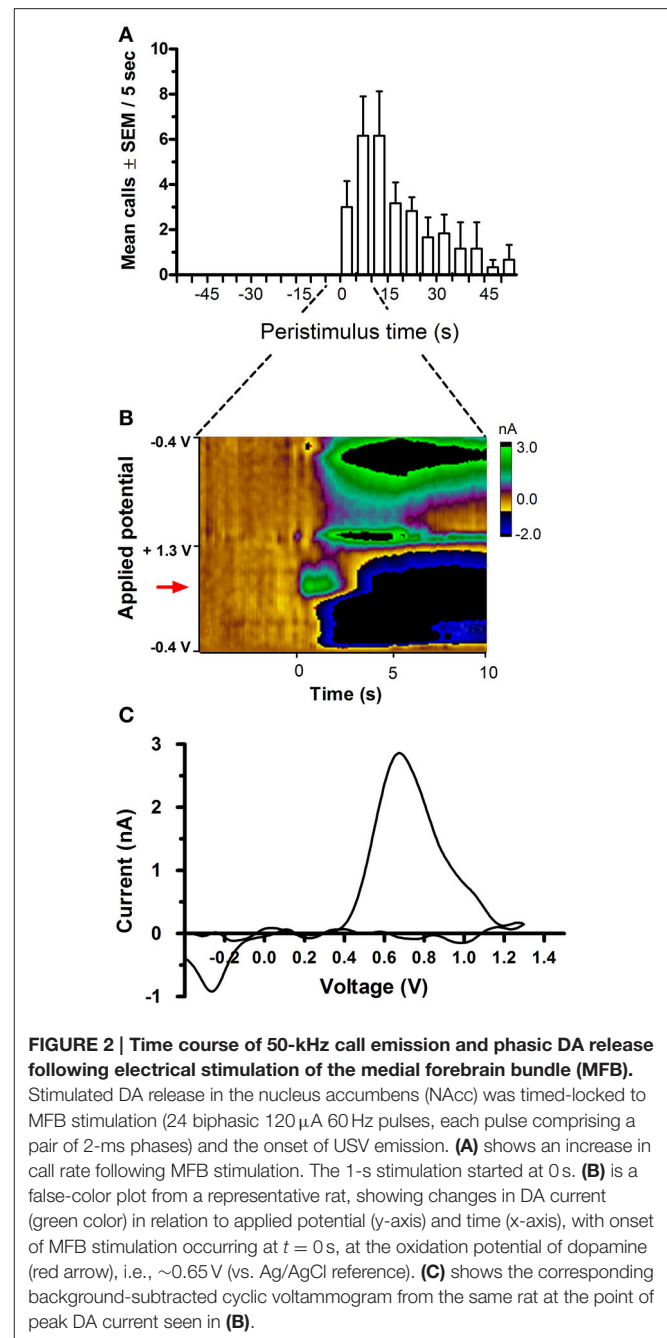 A
10
8
6
4
2
0
Mean calls ± SEM / 5 sec
-45 -30 -15 0 15 30 45
Peristimulus time (s)
B
nA
3.0
0.0
-2.0
-0.4 V
+ 1.3 V
-0.4 V
Applied potential
0 5 10
Time (s)
C
3
2
1
0
-1
Current (nA)
-0.2 0.0 0.2 0.4 0.6 0.8 1.0 1.2 1.4
Voltage (V)
FIGURE 2 | Time course of 50-kHz call emission and phasic DA release
following electrical stimulation of the medial forebrain bundle (MFB).
Stimulated DA release in the nucleus accumbens (NAcc) was timed-locked to
MFB stimulation (24 biphasic 120 μA 60 Hz pulses, each pulse comprising a
pair of 2-ms phases) and the onset of USV emission. (A) shows an increase in
call rate following MFB stimulation. The 1-s stimulation started at 0 s. (B) is a
false-color plot from a representative rat, showing changes in DA current
(green color) in relation to applied potential (y-axis) and time (x-axis), with onset
of MFB stimulation occurring at t = 0 s, at the oxidation potential of dopamine
(red arrow), i.e., ~0.65 V (vs. Ag/AgCl reference). (C) shows the corresponding
background-subtracted cyclic voltammogram from the same rat at the point of
peak DA current seen in (B).